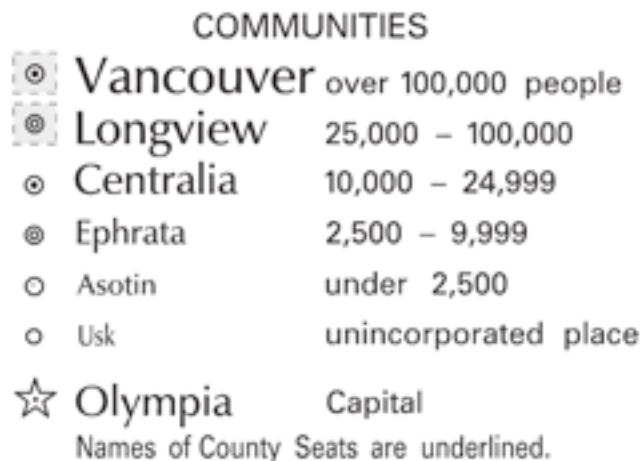 COMMUNITIES
Vancouver over 100,000 people
Longview 25,000 – 100,000
Centralia 10,000 – 24,999
Ephrata 2,500 – 9,999
Asotin under 2,500
Usk unincorporated place
Olympia Capital
Names of County Seats are underlined.